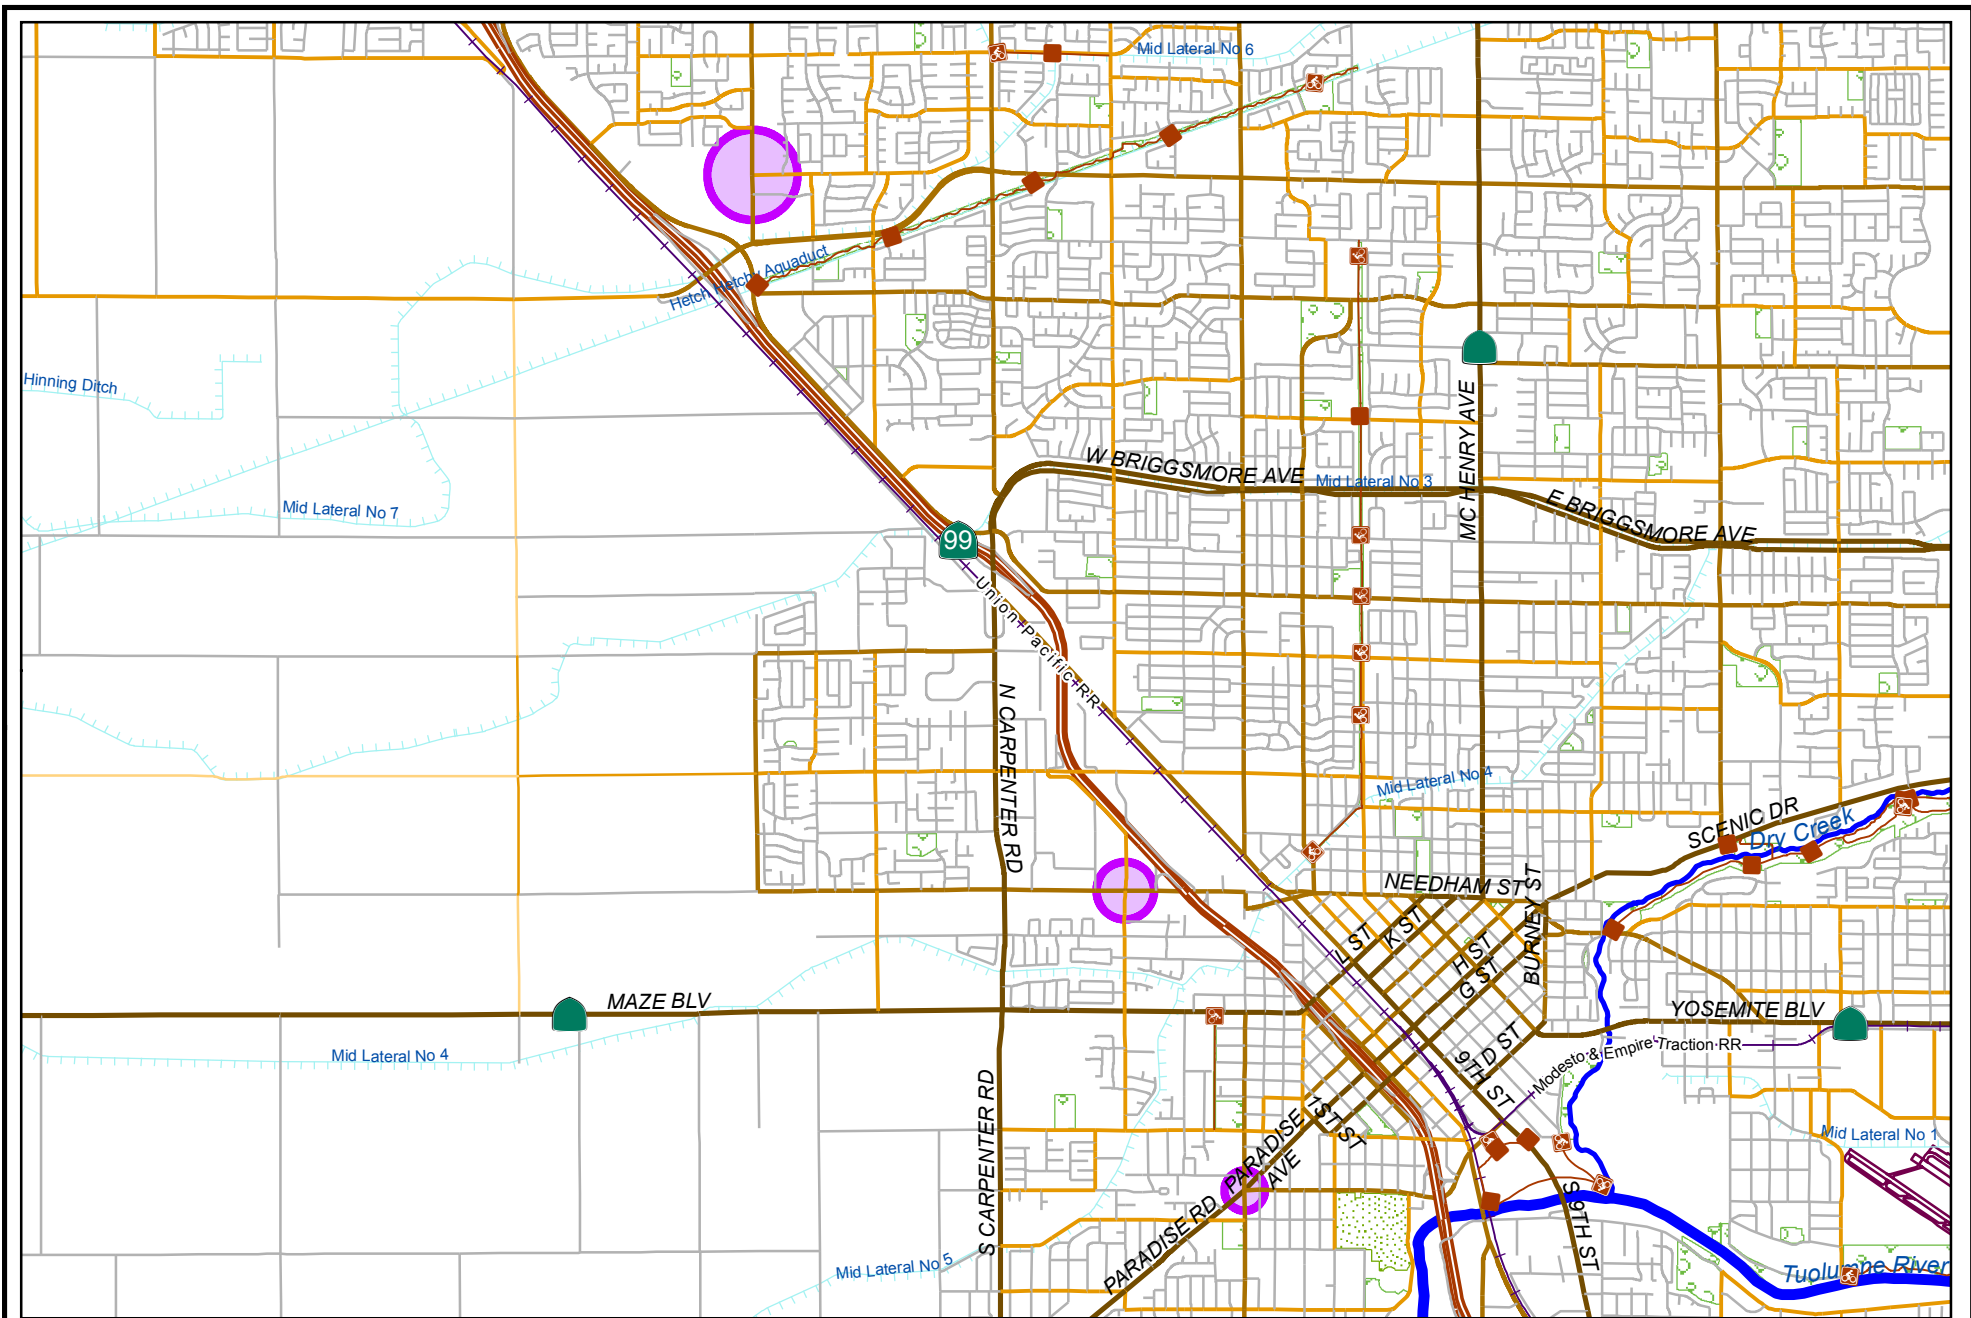 Mid Lateral No 6
Hetch Hetchy Aquaduct
Hinning Ditch
MC HENRY AVE
W BRIGGSMORE AVE
Mid Lateral No 3
E BRIGGSMORE AVE
Mid Lateral No 7
99
Union Pacific RR
N CARPENTER RD
Mid Lateral No 4
SCENIC DR
Dry Creek
NEEDHAM ST
BURNEY ST
L ST
K ST
H ST
G ST
MAZE BLV
YOSEMITE BLV
Mid Lateral No 4
D ST
9TH ST
Modesto & Empire Traction RR
S CARPENTER RD
1ST ST
PARADISE
AVE
Mid Lateral No 1
PARADISE RD
S 9TH ST
Mid Lateral No 5
Tuolumne River